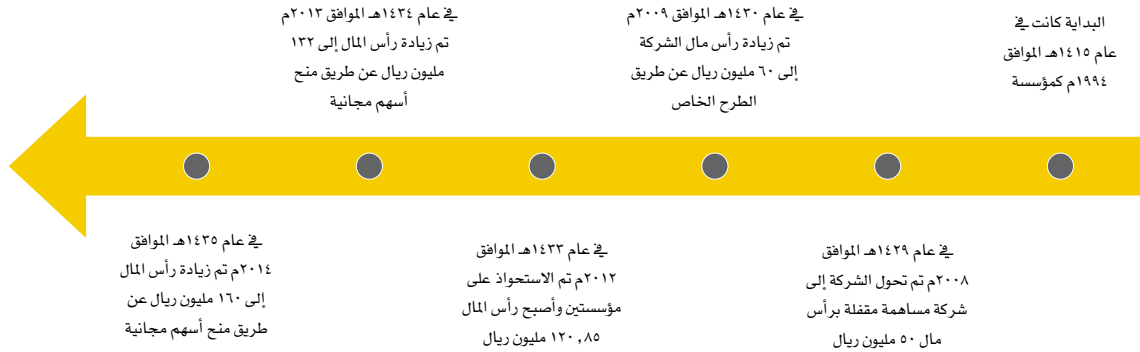 البداية كانت في
عام ١٤١٥هـ الموافق
١٩٩٤م كمؤسسة
في عام ١٤٢٩هـ الموافق
٢٠٠٨م تم تحول الشركة إلى
شركة مساهمة مقفلة برأس
مال ٥٠ مليون ريال
في عام ١٤٣٠هـ الموافق ٢٠٠٩م
تم زيادة رأس مال الشركة
إلى ٦٠ مليون ريال عن طريق
الطرح الخاص
في عام ١٤٣٣هـ الموافق
٢٠١٢م تم الاستحواذ على
مؤسستين وأصبح رأس المال
١٢٠,٨٥ مليون ريال
في عام ١٤٣٤هـ الموافق ٢٠١٣م
تم زيادة رأس المال إلى ١٣٢
مليون ريال عن طريق منح
أسهم مجانية
في عام ١٤٣٥هـ الموافق
٢٠١٤م تم زيادة رأس المال
إلى ١٦٠ مليون ريال عن
طريق منح أسهم مجانية